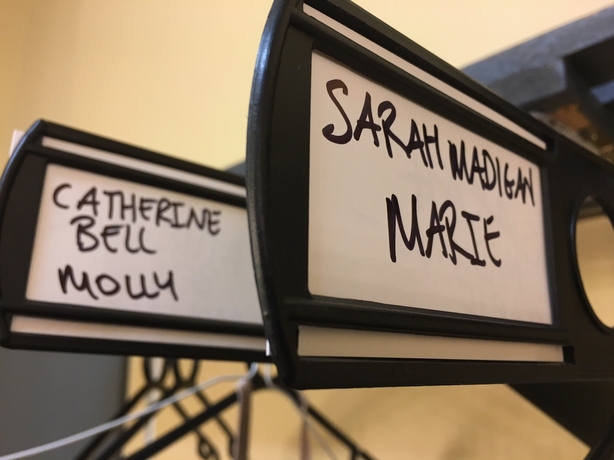 CATHERINE
BELL
MOLLY
SARAH MADIGAN
MARIE